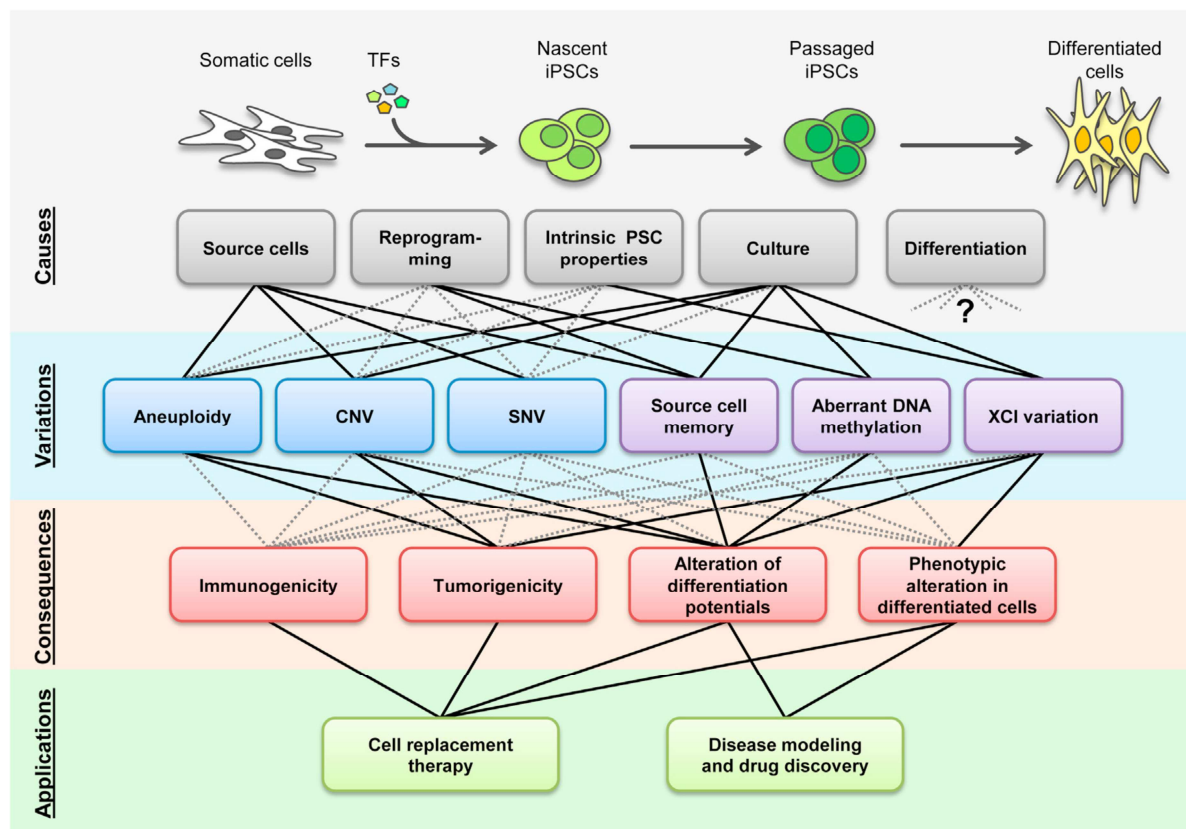 Somatic cells
TFs
Nascent
iPSCs
Passaged
iPSCs
Differentiated
cells
Causes
Source cells
Reprogram-
ming
Intrinsic PSC
properties
Culture
Differentiation
?
Variations
Aneuploidy
CNV
SNV
Source cell
memory
Aberrant DNA
methylation
XCI variation
Consequences
Immunogenicity
Tumorigenicity
Alteration of
differentiation
potentials
Phenotypic
alteration in
differentiated cells
Applications
Cell replacement
therapy
Disease modeling
and drug discovery